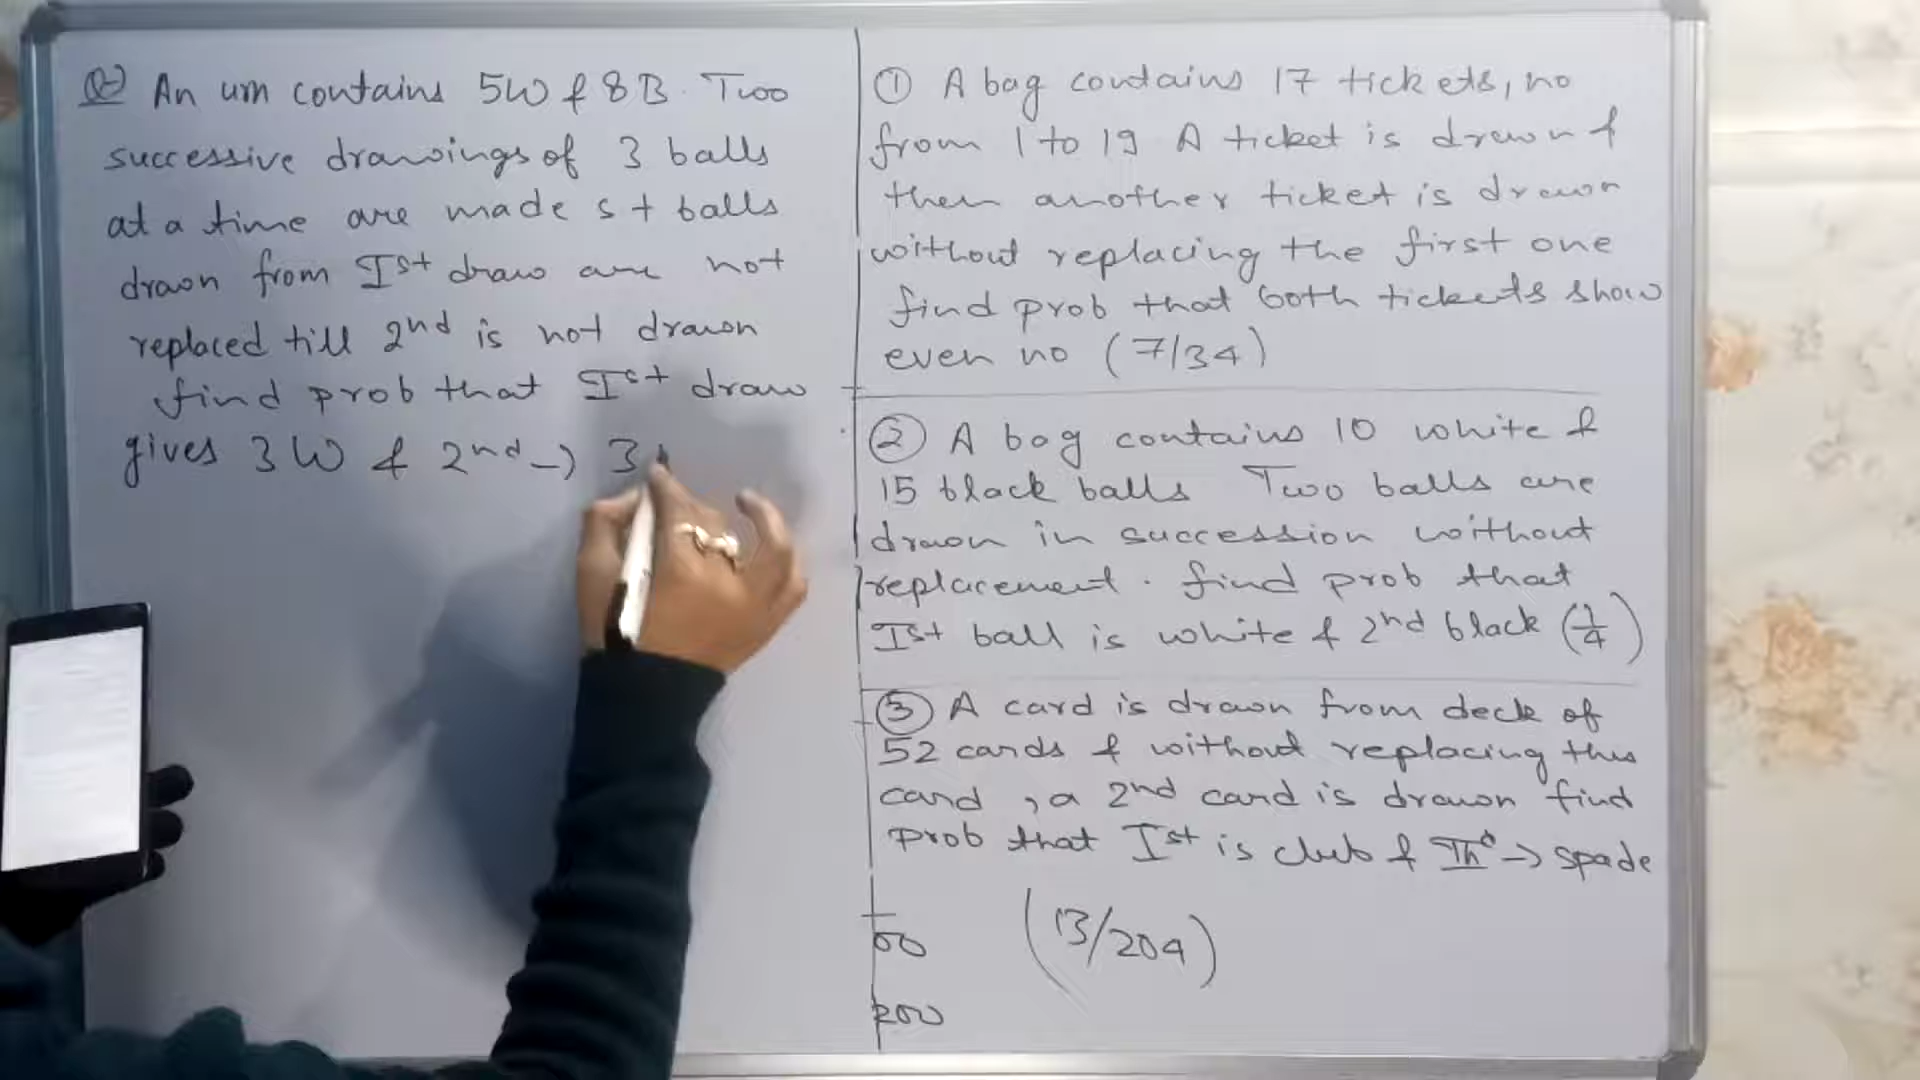 Q An urn contains 5W & 8B. Two
successive drawings of 3 balls
at a time are made s t balls
drawn from Ist draw are not
replaced till 2nd is not drawn
find prob that Ist draw
gives 3W & 2nd → 3
① A bag contains 17 tickets, no
from 1 to 19 A ticket is drawn &
then another ticket is drawn
without replacing the first one
find prob that both tickets show
even no (7/34)
② A bag contains 10 white &
15 black balls Two balls are
drawn in succession without
replacement. find prob that
Ist ball is white & 2nd black (1/4)
③ A card is drawn from deck of
52 cards & without replacing this
card, a 2nd card is drawn find
prob that Ist is club & IInd → spade
(13/204)